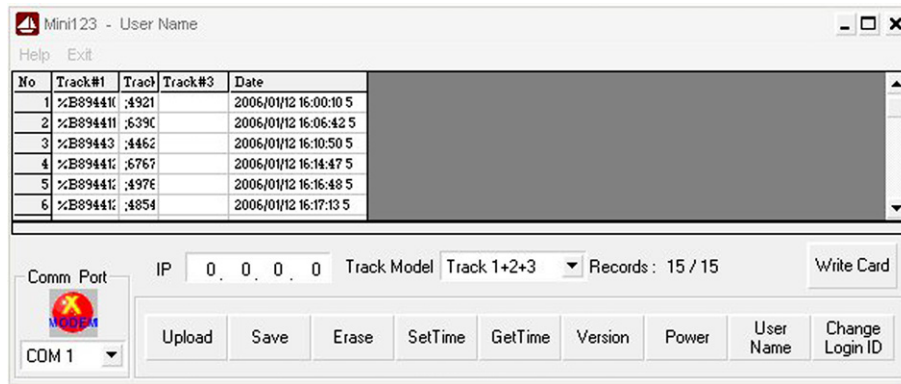 Mini123 - User Name
Help Exit
No Track#1 Track Track#3 Date
1 %B89441( ;4921 2006/01/12 16:00:10 5
2 %B894411 ;639( 2006/01/12 16:06:42 5
3 %B89443 ;4462 2006/01/12 16:10:50 5
4 %B894412 ;6767 2006/01/12 16:14:47 5
5 %B894412 ;4976 2006/01/12 16:16:48 5
6 %B894412 ;4854 2006/01/12 16:17:13 5
IP 0. 0. 0. 0 Track Model Track 1+2+3 Records : 15 / 15 Write Card
Comm Port
X
MODEM
COM 1
Upload Save Erase SetTime GetTime Version Power User Name Change Login ID